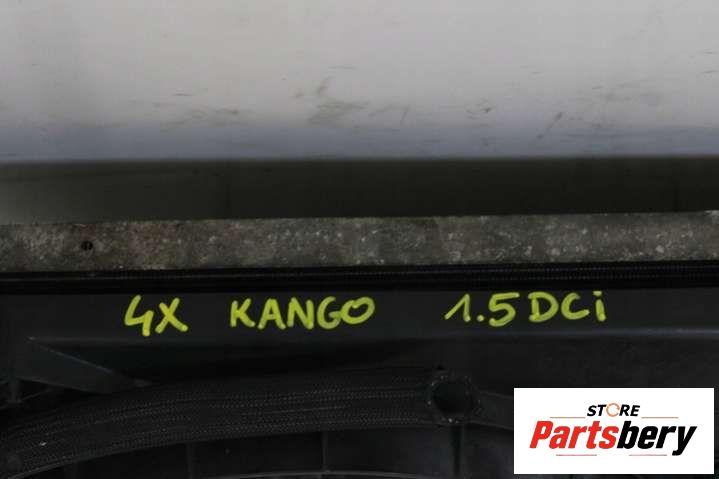 4X KANGO 1.5DCi
STORE
Partsbery